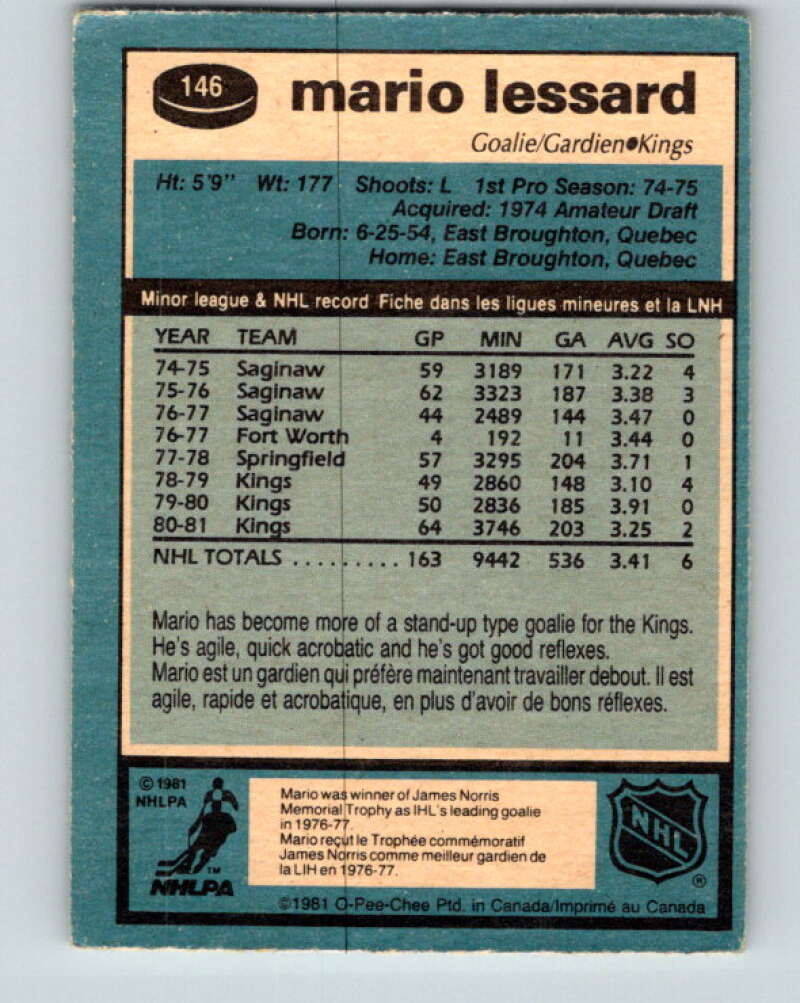 146
mario lessard
Goalie/Gardien•Kings
Ht: 5'9" Wt: 177 Shoots: L 1st Pro Season: 74-75
Acquired: 1974 Amateur Draft
Born: 6-25-54, East Broughton, Quebec
Home: East Broughton, Quebec
Minor league & NHL record Fiche dans les ligues mineures et la LNH
YEAR TEAM GP MIN GA AVG SO
74-75 Saginaw 59 3189 171 3.22 4
75-76 Saginaw 62 3323 187 3.38 3
76-77 Saginaw 44 2489 144 3.47 0
76-77 Fort Worth 4 192 11 3.44 0
77-78 Springfield 57 3295 204 3.71 1
78-79 Kings 49 2860 148 3.10 4
79-80 Kings 50 2836 185 3.91 0
80-81 Kings 64 3746 203 3.25 2
NHL TOTALS ......... 163 9442 536 3.41 6
Mario has become more of a stand-up type goalie for the Kings.
He's agile, quick acrobatic and he's got good reflexes.
Mario est un gardien qui préfère maintenant travailler debout. Il est
agile, rapide et acrobatique, en plus d'avoir de bons réflexes.
©1981
NHLPA
TM
NHLPA
Mario was winner of James Norris
Memorial Trophy as IHL's leading goalie
in 1976-77.
Mario reçut le Trophée commémoratif
James Norris comme meilleur gardien de
la LIH en 1976-77.
NHL
®
©1981 O-Pee-Chee Ptd. in Canada/Imprimé au Canada